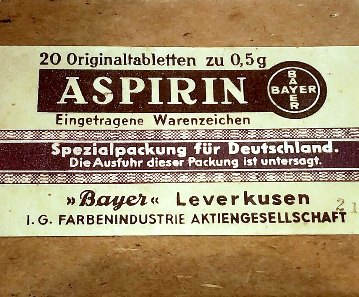 20 Originaltabletten zu 0,5g
ASPIRIN
BAYER
BAYER
Eingetragene Warenzeichen
Spezialpackung für Deutschland.
Die Ausfuhr dieser Packung ist untersagt.
»Bayer« Leverkusen
I.G. FARBENINDUSTRIE AKTIENGESELLSCHAFT